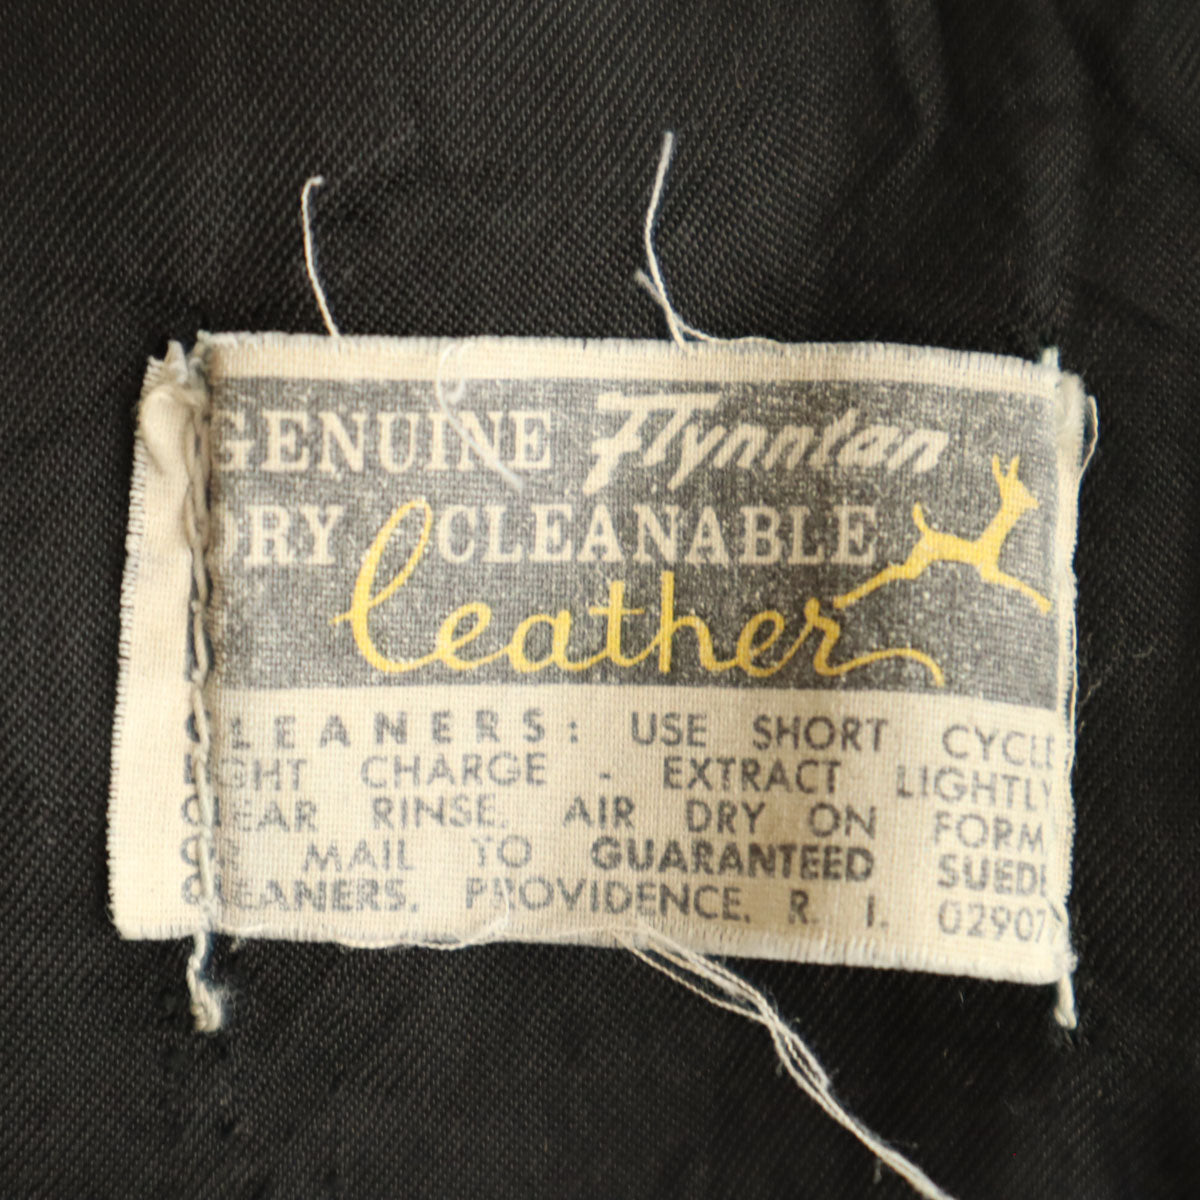 GENUINE Flynntan
DRY CLEANABLE
leather
CLEANERS: USE SHORT CYCLE
LIGHT CHARGE - EXTRACT LIGHTLY
CLEAR RINSE. AIR DRY ON FORM
OR MAIL TO GUARANTEED SUEDE
CLEANERS, PROVIDENCE, R. I. 02907